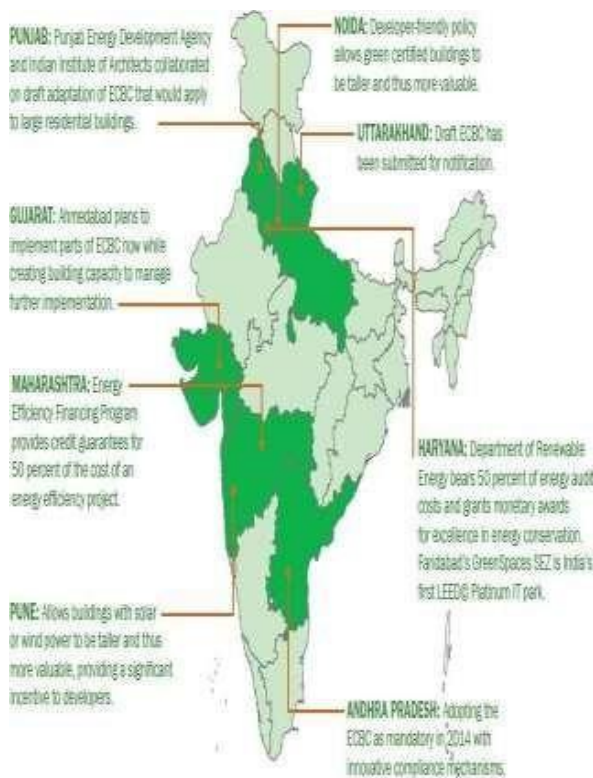 PUNJAB: Punjab Energy Development Agency
and Indian Institute of Architects collaborated
on draft adaptation of ECBC that would apply
to large residential buildings.
NOIDA: Developer-friendly policy
allows green certified buildings to
be taller and thus more valuable.
UTTARAKHAND: Draft ECBC has
been submitted for notification.
GUJARAT: Ahmedabad plans to
implement parts of ECBC now while
creating building capacity to manage
further implementation.
MAHARASHTRA: Energy
Efficiency Financing Program
provides credit guarantees for
50 percent of the cost of an
energy efficiency project.
HARYANA: Department of Renewable
Energy bears 50 percent of energy audit
costs and grants monetary awards
for excellence in energy conservation.
Faridabad's GreenSpaces SEZ is India's
first LEED® Platinum IT park.
PUNE: Allows buildings with solar
or wind power to be taller and thus
more valuable, providing a significant
incentive to developers.
ANDHRA PRADESH: Adopting the
ECBC as mandatory in 2014 with
innovative compliance mechanisms.